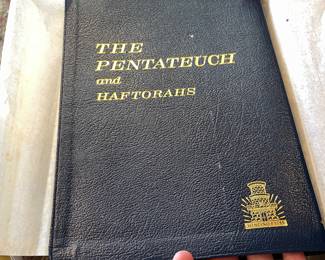 THE
PENTATEUCH
and
HAFTORAHS